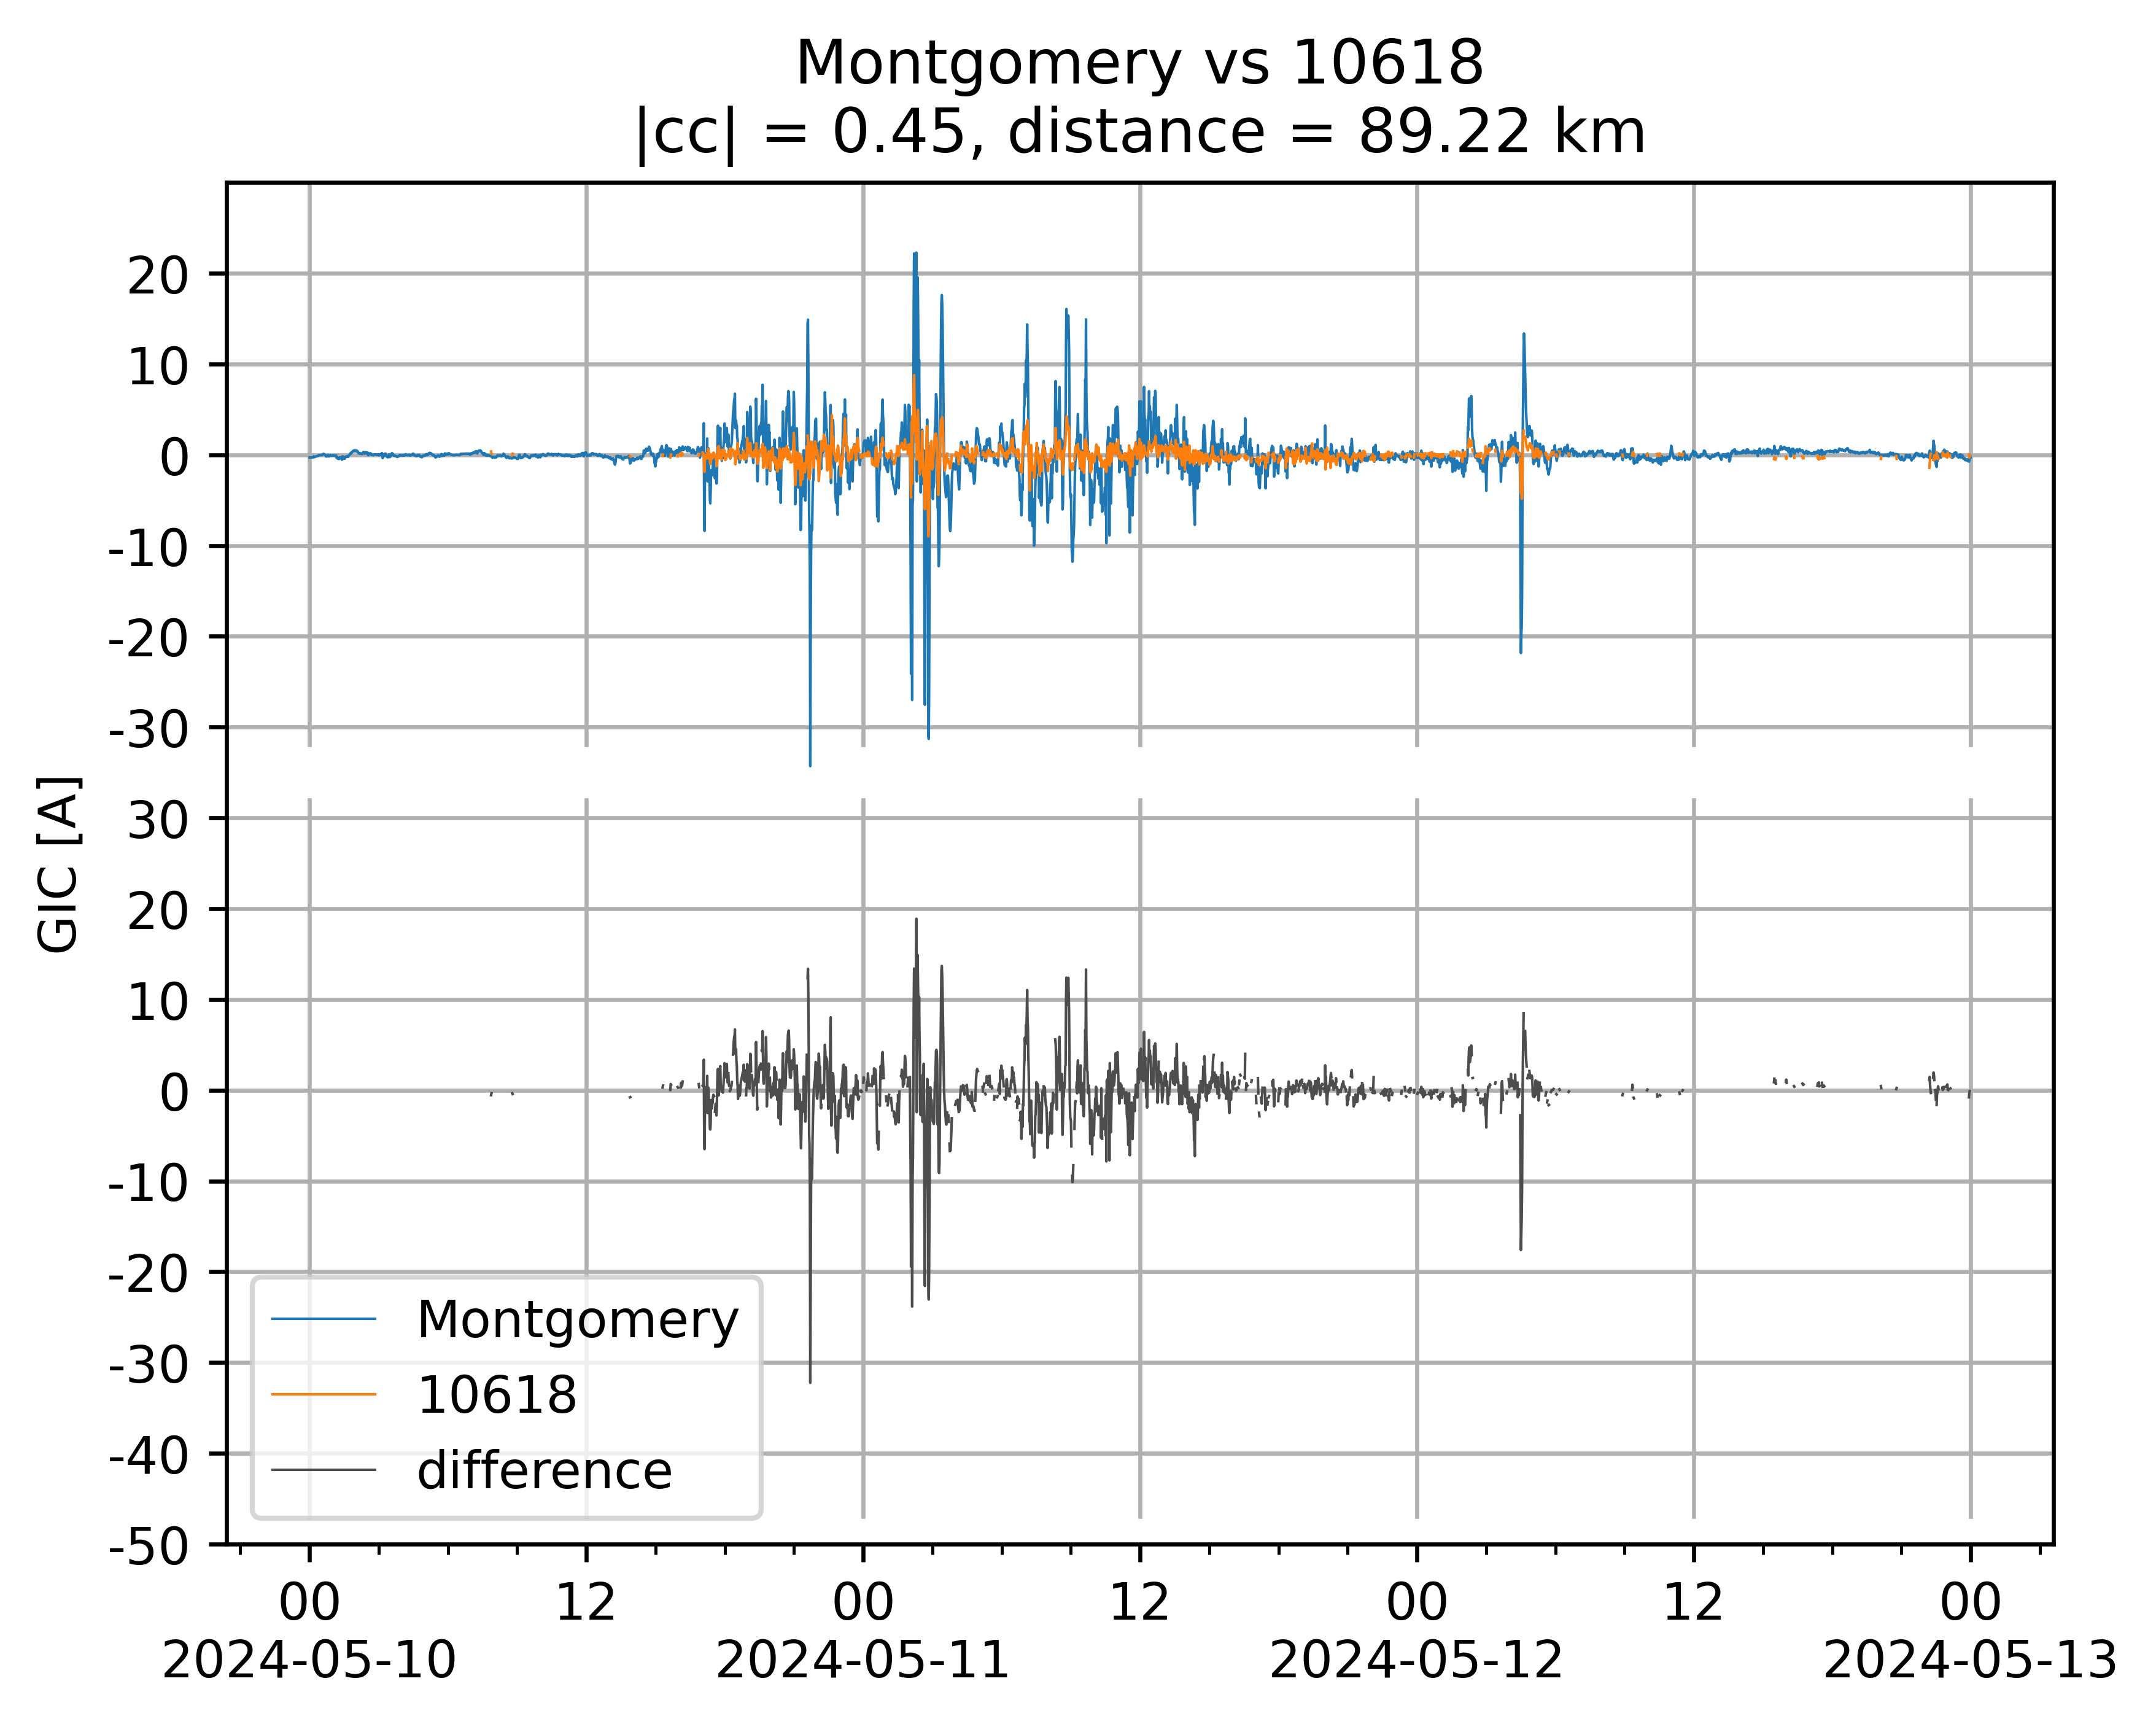 Montgomery vs 10618
|cc| = 0.45, distance = 89.22 km
GIC [A]
20
10
0
-10
-20
-30
30
20
10
0
-10
-20
-30
-40
-50
Montgomery
10618
difference
00 12 00 12 00 12 00
2024-05-10 2024-05-11 2024-05-12 2024-05-13